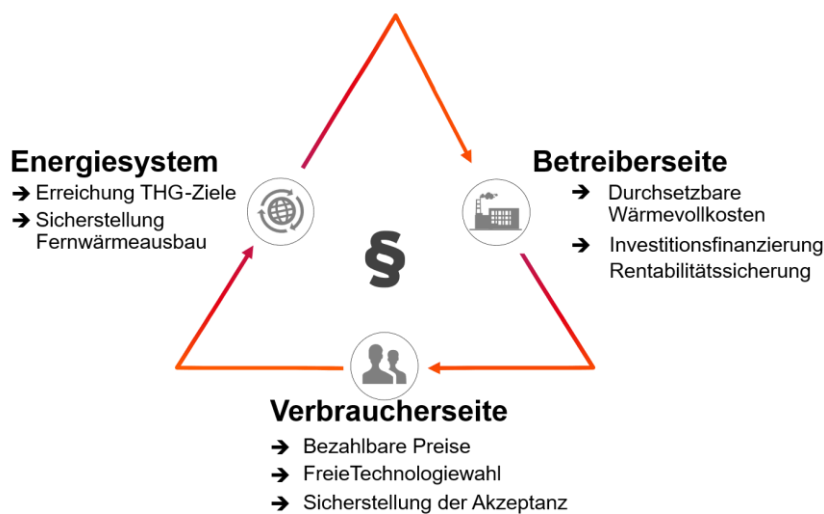 Energiesystem
➔ Erreichung THG-Ziele
➔ Sicherstellung
Fernwärmeausbau
Betreiberseite
➔ Durchsetzbare
Wärmevollkosten
➔ Investitionsfinanzierung
Rentabilitätssicherung
§
Verbraucherseite
➔ Bezahlbare Preise
➔ FreieTechnologiewahl
➔ Sicherstellung der Akzeptanz